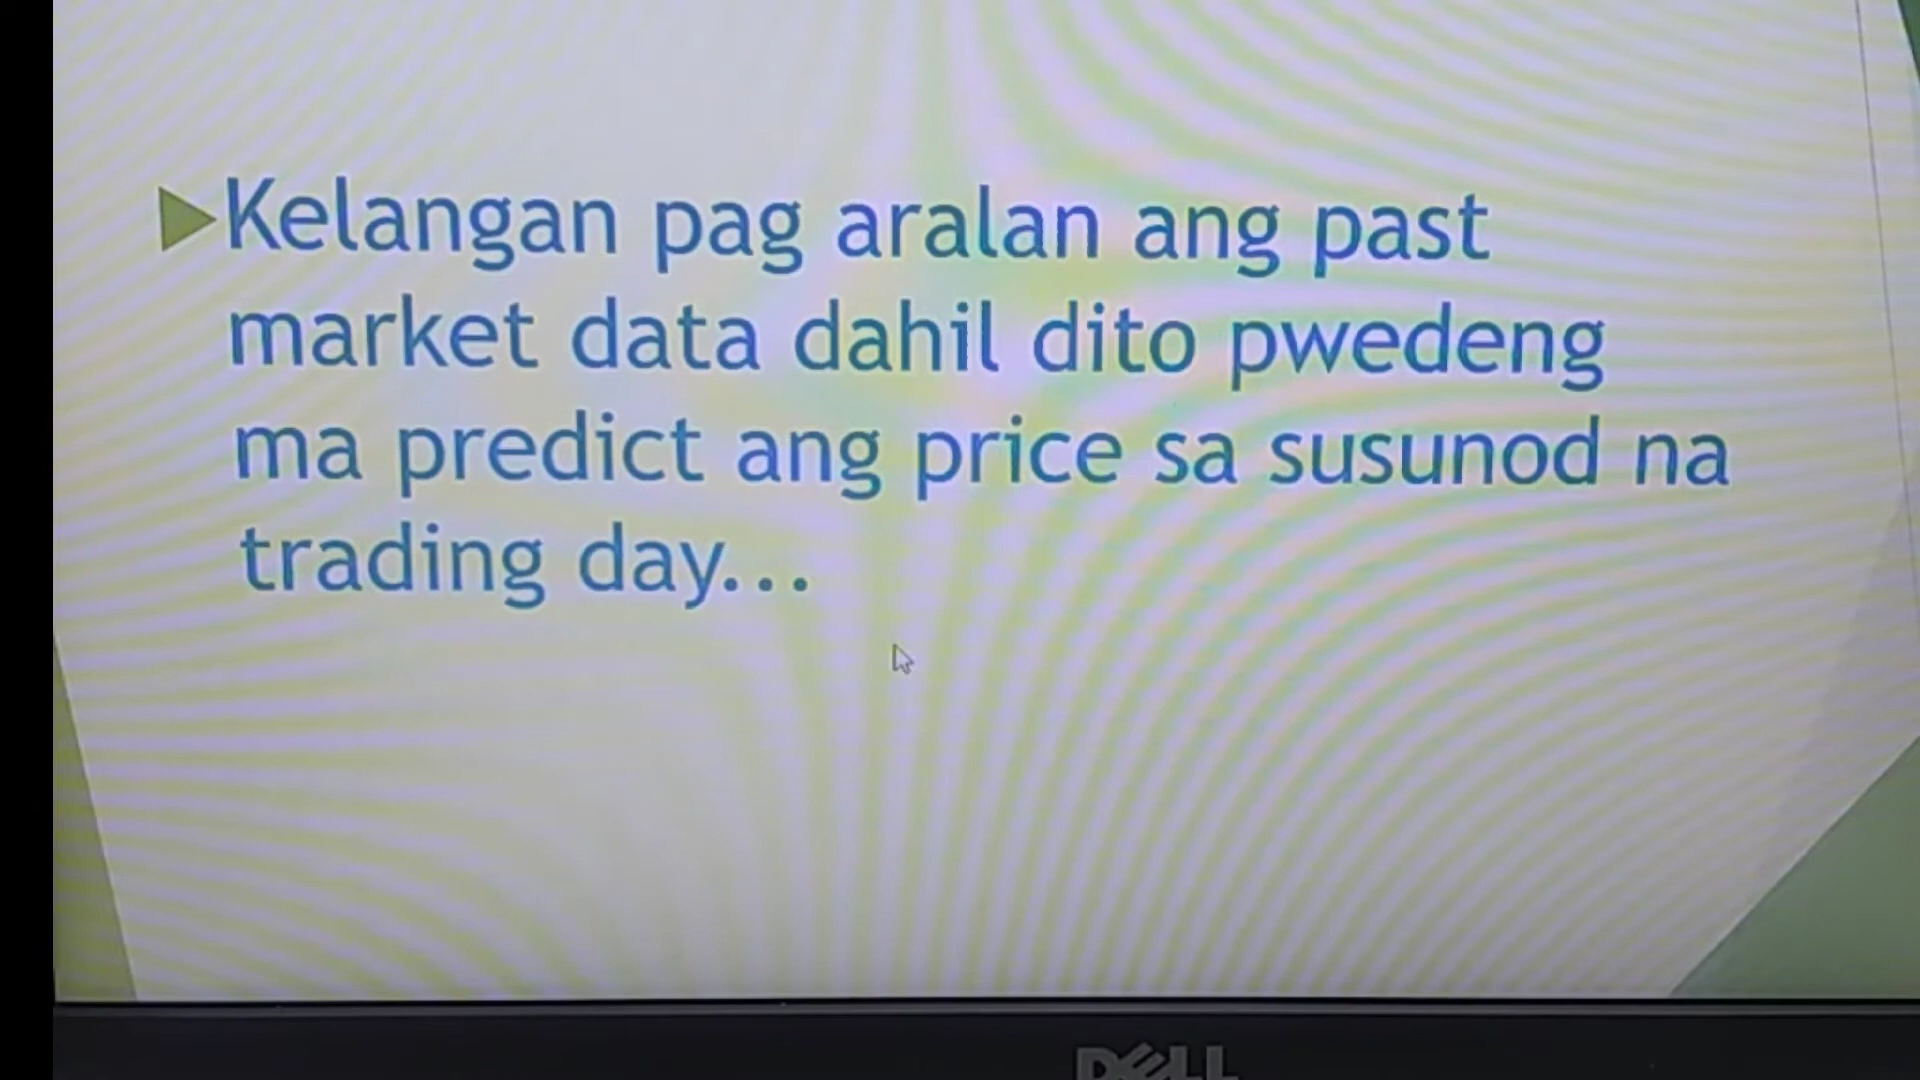 Kelangan pag aralan ang past
market data dahil dito pwedeng
ma predict ang price sa susunod na
trading day...
DELL